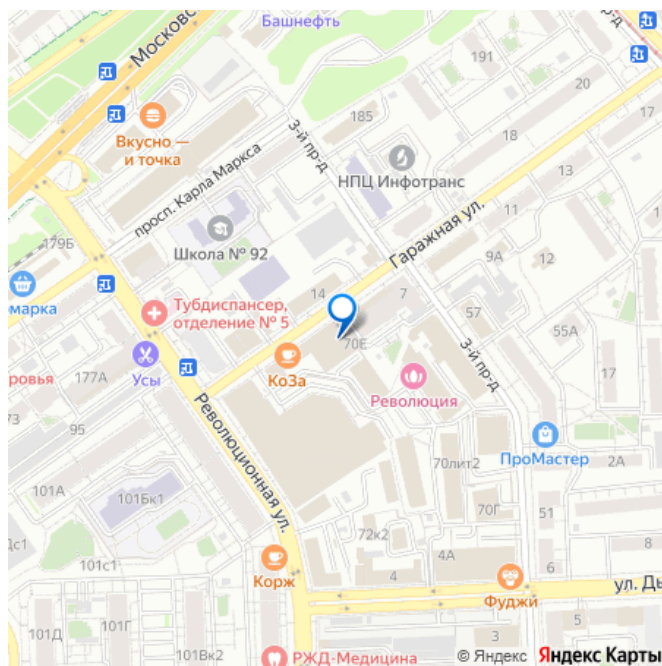 Башнефть
Московс
191
20
185
18
Вкусно —
и точка
3-й пр-д
НПЦ Инфотранс
13
просп. Карла Маркса
11
Гаражная ул.
Школа № 92
179Б
9А
12
марка
14
7
57
Тубдиспансер,
отделение № 5
55А
70Е
3-й пр-д
КоЗа
Усы
ровья
177А
Революция
73
95
Революционная ул.
ПроМастер
70лит2
2А
101А
101Бк1
70Г
51
72к2
8
101с1
4А
6
Корж
4
ул. Ды
Фуджи
5
101Д
101Г
101Вк2
3
РЖД-Медицина
© Яндекс
Яндекс Карты